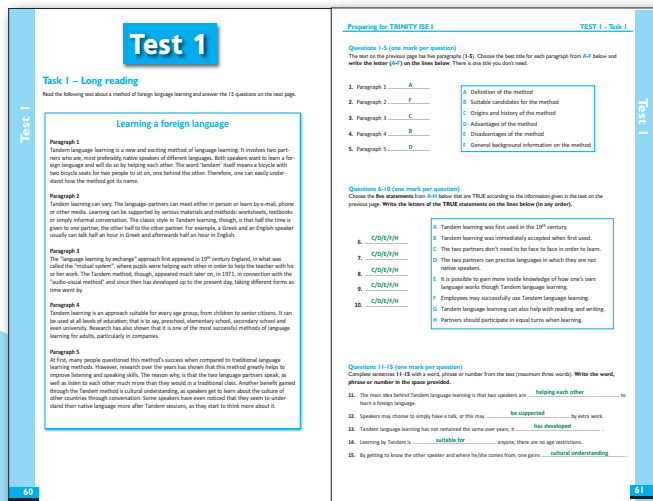 Test 1
Test 1
Task 1 – Long reading
Read the following text about a method of foreign language learning and answer the 15 questions on the next page.
Learning a foreign language
Paragraph 1
Tandem language learning is a new and exciting method of language learning. It involves two part-
ners who are, most preferably, native speakers of different languages. Both speakers want to learn a for-
eign language and will do so by helping each other. The word 'tandem' itself means a bicycle with
two bicycle seats for two people to sit on, one behind the other. Therefore, one can easily under-
stand how the method got its name.
Paragraph 2
Tandem learning can vary. The language-partners can meet either in person or learn by e-mail, phone
or other media. Learning can be supported by various materials and methods: worksheets, textbooks
or simply informal conversation. The classic style in Tandem learning, though, is that half the time is
given to one partner, the other half to the other partner. For example, a Greek and an English speaker
usually can talk half an hour in Greek and afterwards half an hour in English.
Paragraph 3
The "language learning by exchange" approach first appeared in 19th century England, in what was
called the "mutual system", where pupils were helping each other in order to help the teacher with his
or her work. The Tandem method, though, appeared much later on, in 1971, in connection with the
"audio-visual method" and since then has developed up to the present day, taking different forms as
time went by.
Paragraph 4
Tandem learning is an approach suitable for every age group, from children to senior citizens. It can
be used at all levels of education; that is to say, preschool, elementary school, secondary school and
even university. Research has also shown that it is one of the most successful methods of language
learning for adults, particularly in companies.
Paragraph 5
At first, many people questioned this method's success when compared to traditional language
learning methods. However, research over the years has shown that this method greatly helps to
improve listening and speaking skills. The reason why, is that the two language partners speak, as
well as listen to each other much more than they would in a traditional class. Another benefit gained
through the Tandem method is cultural understanding, as speakers get to learn about the culture of
other countries through conversation. Some speakers have even noticed that they seem to under-
stand their native language more after Tandem sessions, as they start to think more about it.
60
Preparing for TRINITY ISE I TEST 1 - Task 1
Test 1
Questions 1-5 (one mark per question)
The text on the previous page has five paragraphs (1-5). Choose the best title for each paragraph from A-F below and
write the letter (A-F) on the lines below. There is one title you don't need.
1. Paragraph 1 A
2. Paragraph 2 F
3. Paragraph 3 C
4. Paragraph 4 B
5. Paragraph 5 D
A Definition of the method
B Suitable candidates for the method
C Origins and history of the method
D Advantages of the method
E Disadvantages of the method
F General background information on the method
Questions 6-10 (one mark per question)
Choose the five statements from A-H below that are TRUE according to the information given in the text on the
previous page. Write the letters of the TRUE statements on the lines below (in any order).
6. C/D/E/F/H
7. C/D/E/F/H
8. C/D/E/F/H
9. C/D/E/F/H
10. C/D/E/F/H
A Tandem learning was first used in the 19th century.
B Tandem learning was immediately accepted when first used.
C The two partners don't need to be face to face in order to learn.
D The two partners can practise languages in which they are not
native speakers.
E It is possible to gain more inside knowledge of how one's own
language works though Tandem language learning.
F Employees may successfully use Tandem language learning.
G Tandem language learning can also help with reading and writing.
H Partners should participate in equal turns when learning.
Questions 11-15 (one mark per question)
Complete sentences 11-15 with a word, phrase or number from the text (maximum three words). Write the word,
phrase or number in the space provided.
11. The main idea behind Tandem language learning is that two speakers are helping each other to
learn a foreign language.
12. Speakers may choose to simply have a talk, or this may be supported by extra work.
13. Tandem language learning has not remained the same over years; it has developed .
14. Learning by Tandem is suitable for anyone; there are no age restrictions.
15. By getting to know the other speaker and where he/she comes from, one gains cultural understanding .
61